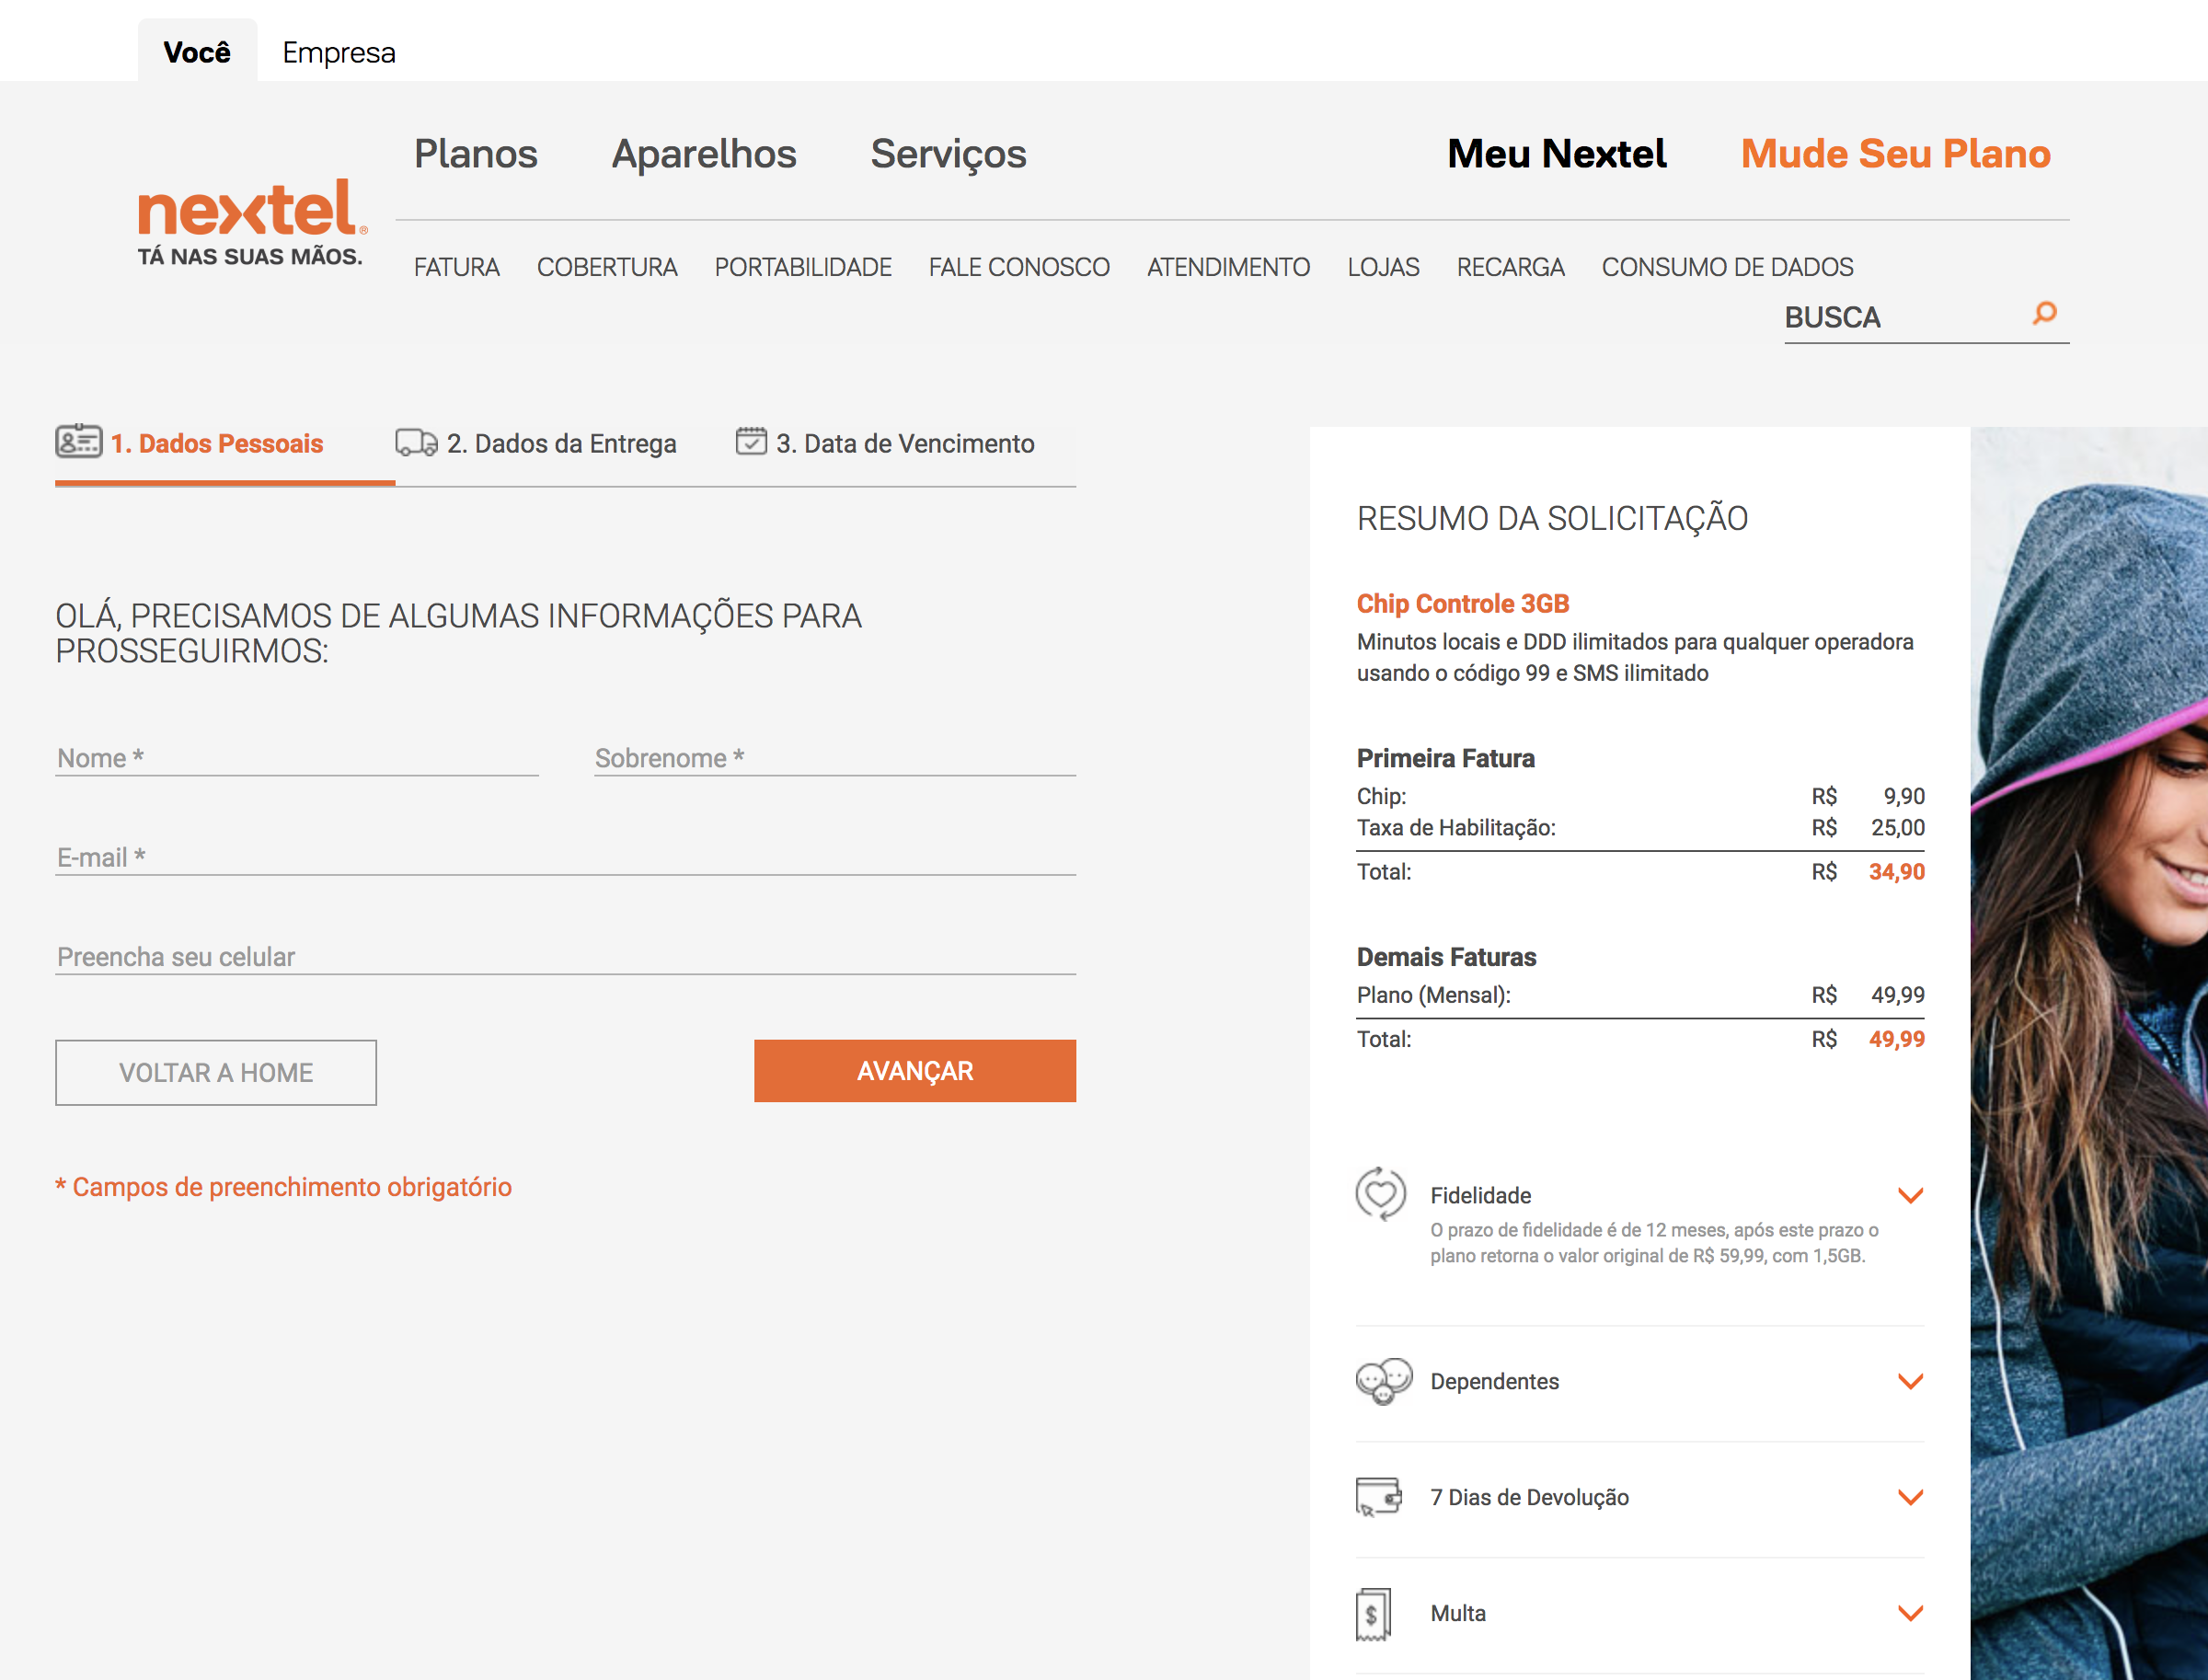 Você
Empresa
Planos
Aparelhos
Serviços
Meu Nextel
Mude Seu Plano
nextel®
TÁ NAS SUAS MÃOS.
FATURA
COBERTURA
PORTABILIDADE
FALE CONOSCO
ATENDIMENTO
LOJAS
RECARGA
CONSUMO DE DADOS
BUSCA
1. Dados Pessoais
2. Dados da Entrega
3. Data de Vencimento
OLÁ, PRECISAMOS DE ALGUMAS INFORMAÇÕES PARA
PROSSEGUIRMOS:
Nome *
Sobrenome *
E-mail *
Preencha seu celular
VOLTAR A HOME
AVANÇAR
* Campos de preenchimento obrigatório
RESUMO DA SOLICITAÇÃO
Chip Controle 3GB
Minutos locais e DDD ilimitados para qualquer operadora
usando o código 99 e SMS ilimitado
Primeira Fatura
Chip: R$ 9,90
Taxa de Habilitação: R$ 25,00
Total: R$ 34,90
Demais Faturas
Plano (Mensal): R$ 49,99
Total: R$ 49,99
Fidelidade
O prazo de fidelidade é de 12 meses, após este prazo o
plano retorna o valor original de R$ 59,99, com 1,5GB.
Dependentes
7 Dias de Devolução
$
Multa